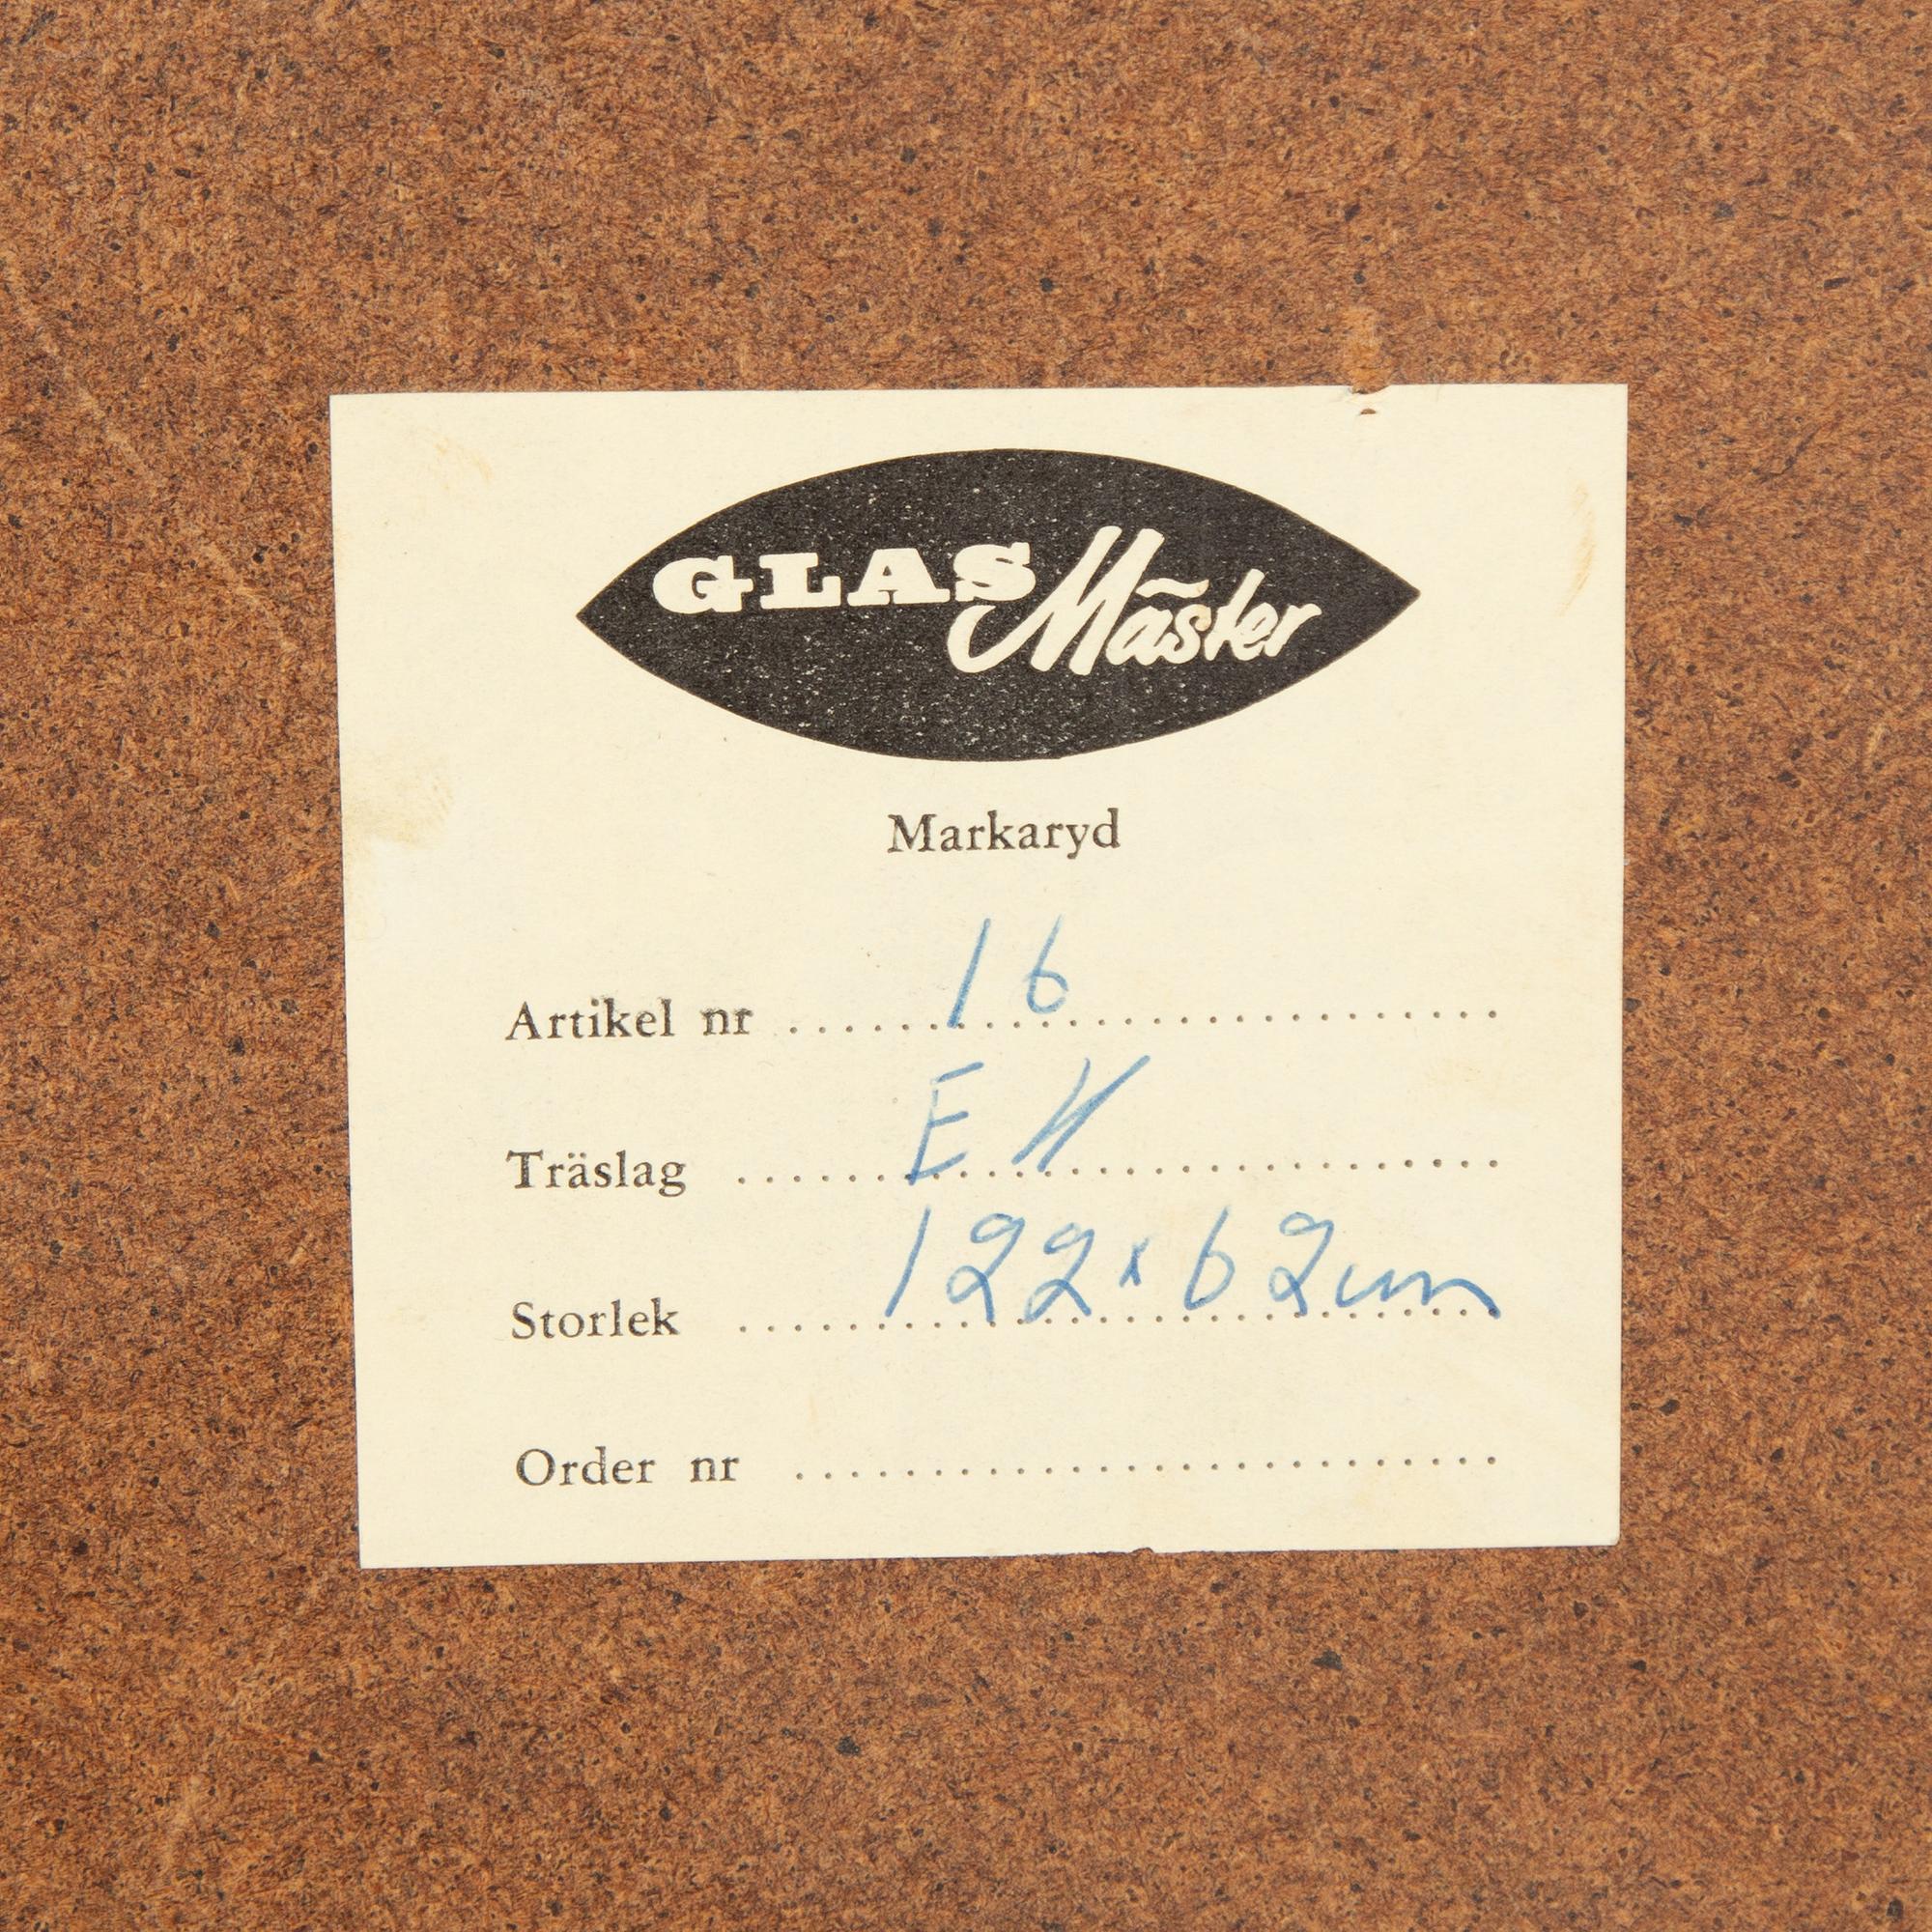 GLAS Mäster
Markaryd
Artikel nr 16
Träslag EK
Storlek 122x62cm
Order nr